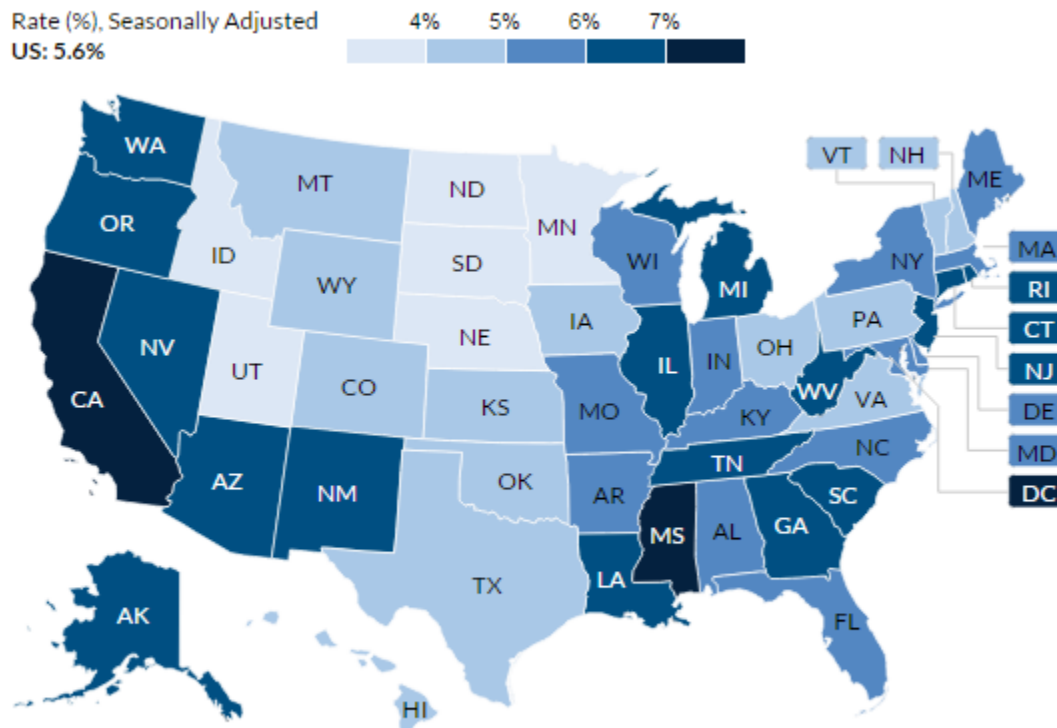 Rate (%), Seasonally Adjusted 4% 5% 6% 7%
US: 5.6%
WA
VT NH
MT
ND
ME
OR
MN
ID
SD
WI
NY
MA
WY
MI
RI
IA
PA
CT
NE
NV
OH
UT
IL
IN
NJ
CA
CO
WV
VA
KS
MO
KY
DE
NC
MD
TN
AZ
NM
OK
AR
SC
DC
MS
AL
GA
LA
TX
AK
FL
HI